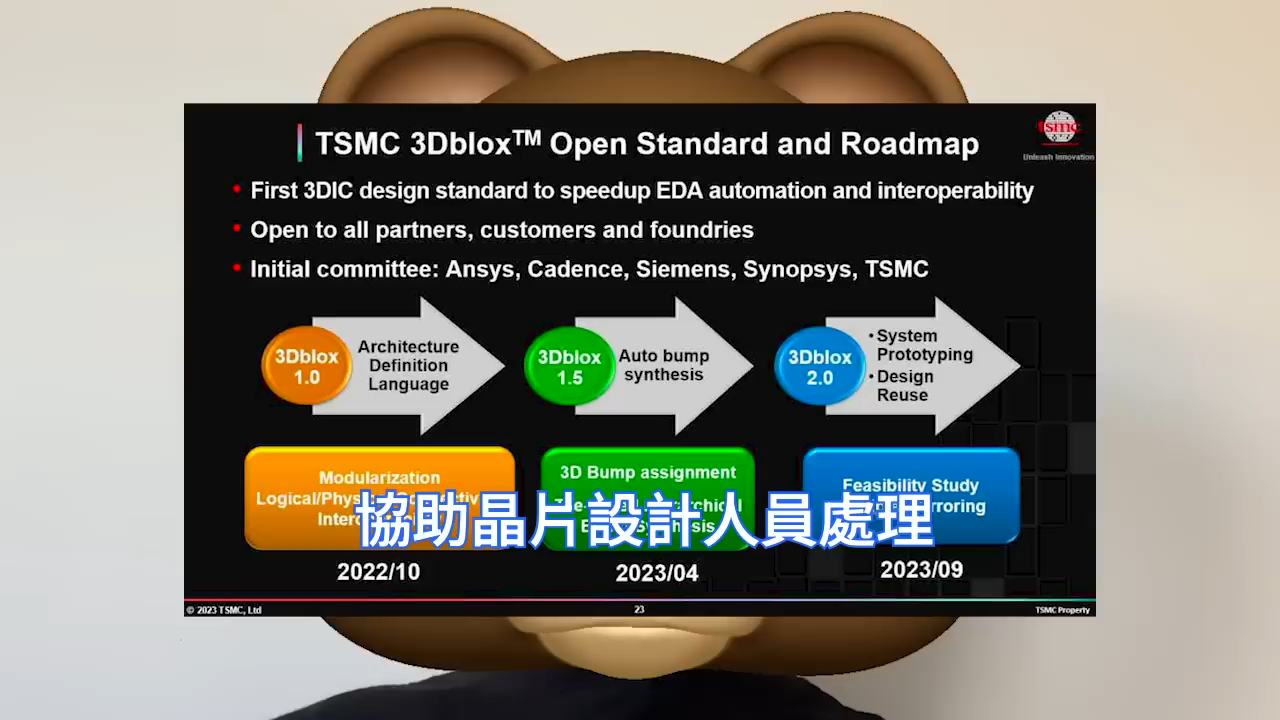 TSMC 3Dblox™ Open Standard and Roadmap
tsmc
Unleash Innovation
• First 3DIC design standard to speedup EDA automation and interoperability
• Open to all partners, customers and foundries
• Initial committee: Ansys, Cadence, Siemens, Synopsys, TSMC
3Dblox
1.0
Architecture
Definition
Language
3Dblox
1.5
Auto bump
synthesis
3Dblox
2.0
• System
Prototyping
• Design
Reuse
Modularization
3D Bump assignment
Feasibility Study
協助晶片設計人員處理
2022/10
2023/04
2023/09
© 2023 TSMC, Ltd
23
TSMC Property